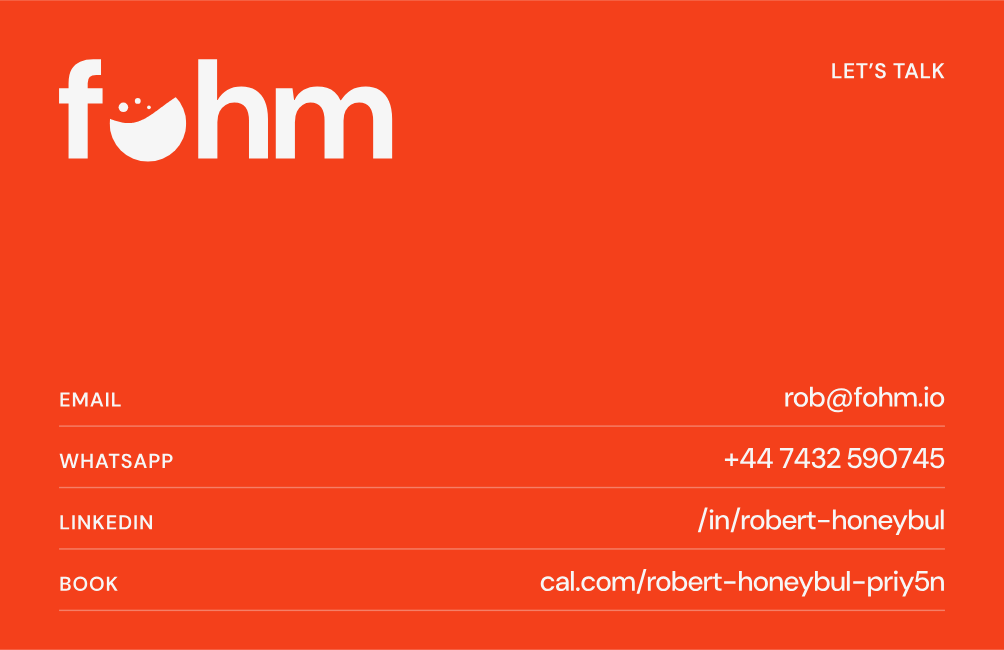 fohm
LET’S TALK
EMAIL rob@fohm.io
WHATSAPP +44 7432 590745
LINKEDIN /in/robert-honeybul
BOOK cal.com/robert-honeybul-priy5n